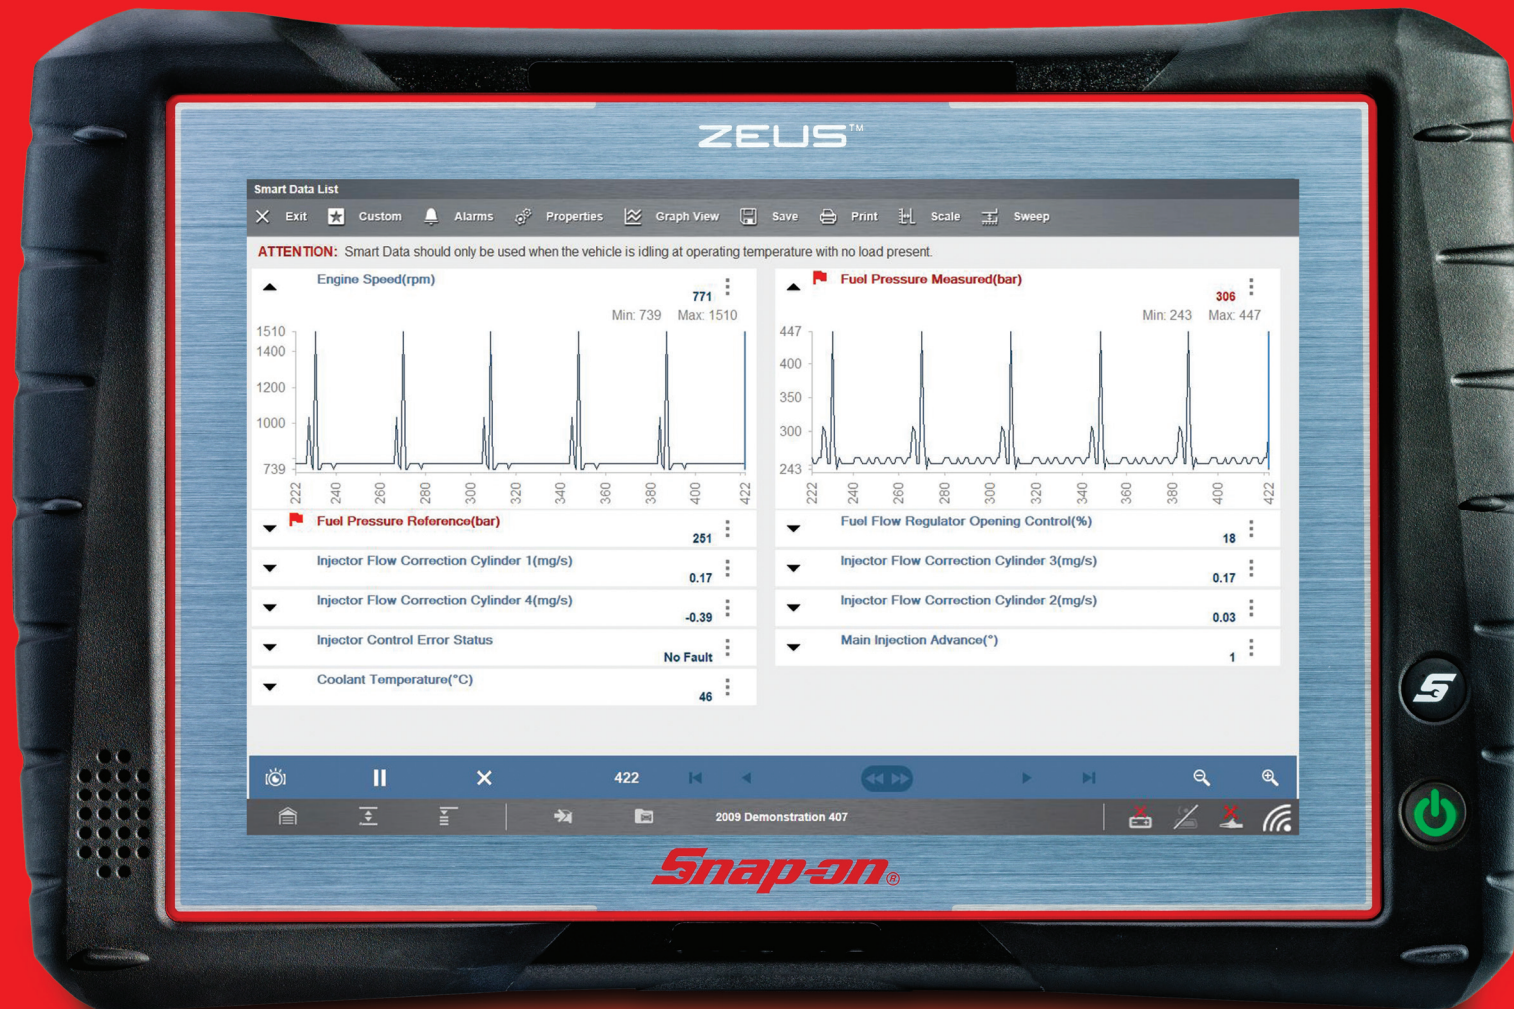 ZEUS™
Smart Data List
Exit Custom Alarms Properties Graph View Save Print Scale Sweep
ATTENTION: Smart Data should only be used when the vehicle is idling at operating temperature with no load present.
Engine Speed(rpm)
771
Min: 739 Max: 1510
1510
1400
1200
1000
739
222 240 260 280 300 320 340 360 380 400 422
Fuel Pressure Measured(bar)
306
Min: 243 Max: 447
447
400
350
300
243
222 240 260 280 300 320 340 360 380 400 422
Fuel Pressure Reference(bar)
251
Fuel Flow Regulator Opening Control(%)
18
Injector Flow Correction Cylinder 1(mg/s)
0.17
Injector Flow Correction Cylinder 3(mg/s)
0.17
Injector Flow Correction Cylinder 4(mg/s)
-0.39
Injector Flow Correction Cylinder 2(mg/s)
0.03
Injector Control Error Status
No Fault
Main Injection Advance(°)
1
Coolant Temperature(°C)
46
422
2009 Demonstration 407
Snap-on®